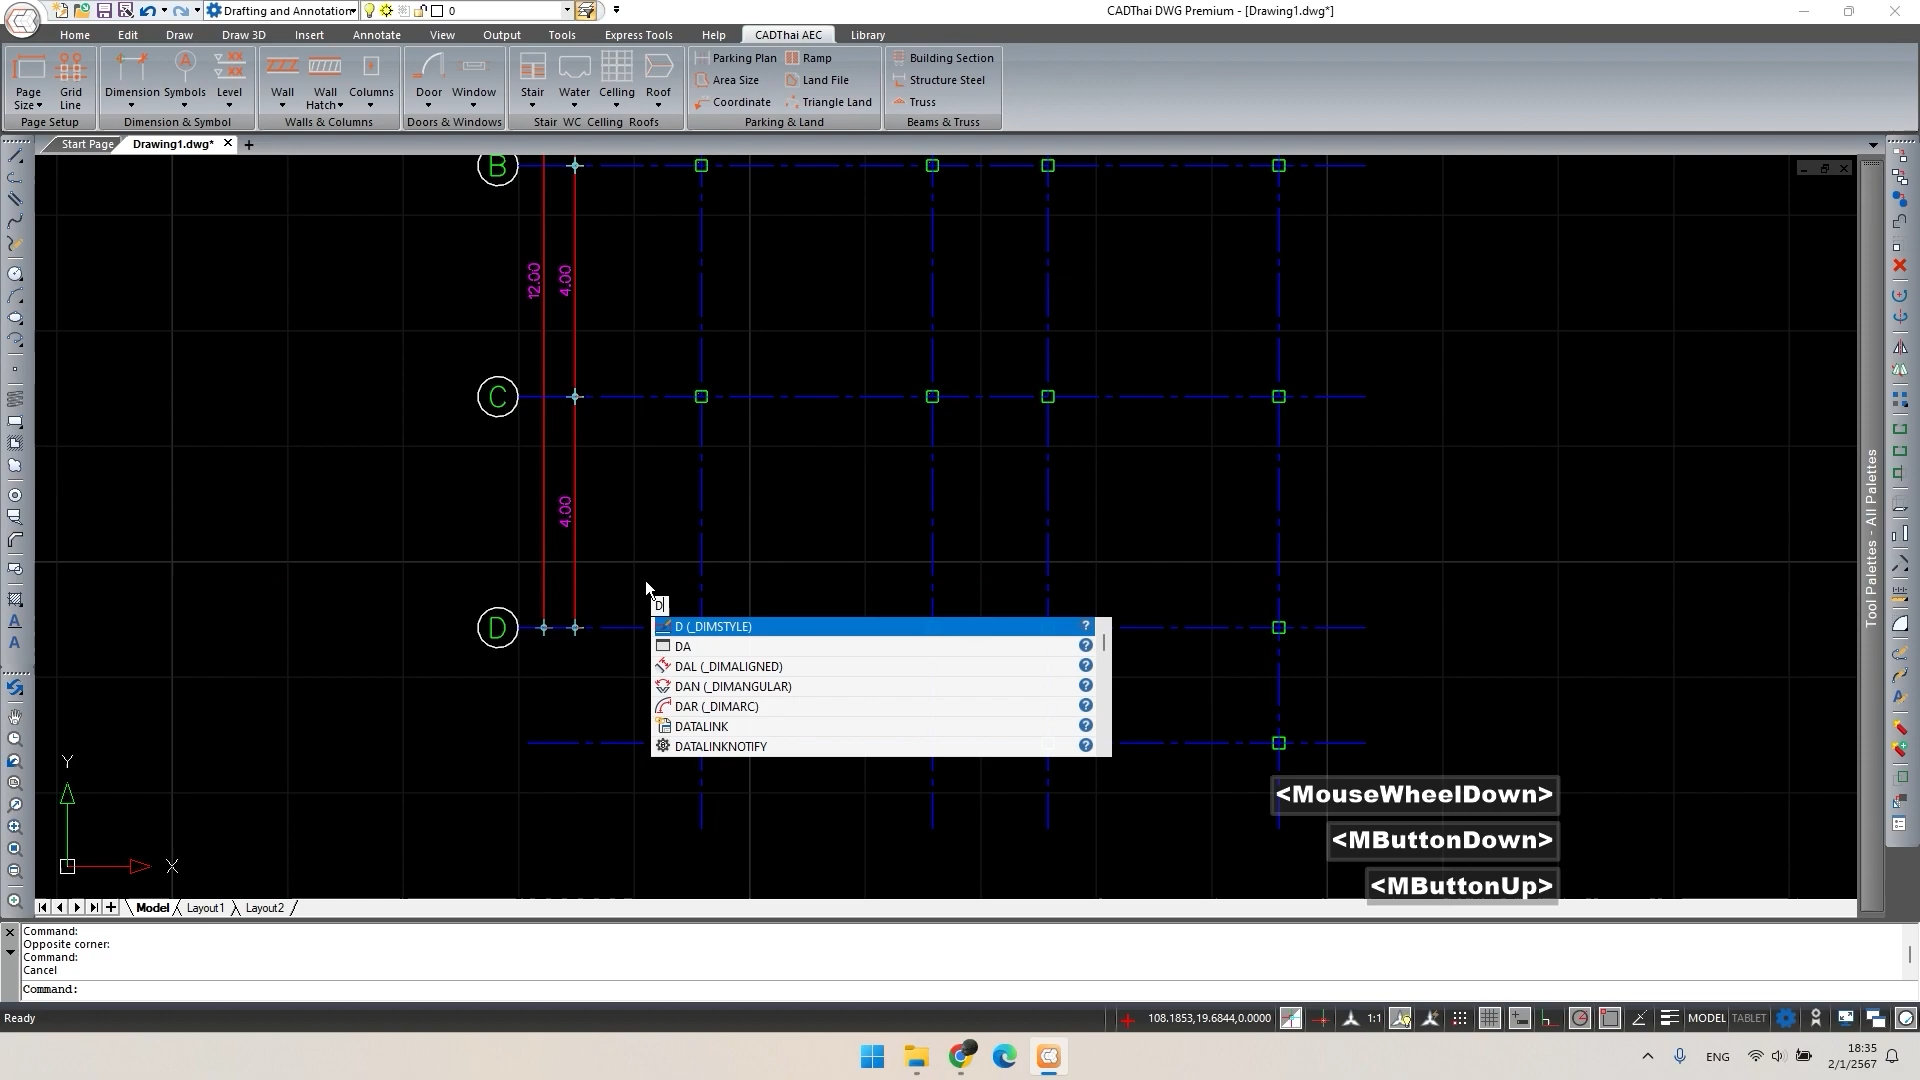 Drafting and Annotation
0
CADThai DWG Premium - [Drawing1.dwg*]
Home Edit Draw Draw 3D Insert Annotate View Output Tools Express Tools Help CADThai AEC Library
Page Size
Grid Line
Dimension
Symbols
Level
Wall
Wall Hatch
Columns
Door
Window
Stair
Water
Celling
Roof
Parking Plan
Ramp
Area Size
Land File
Coordinate
Triangle Land
Building Section
Structure Steel
Truss
Page Setup
Dimension & Symbol
Walls & Columns
Doors & Windows
Stair WC Celling Roofs
Parking & Land
Beams & Truss
Start Page
Drawing1.dwg*
B
12.00
4.00
C
4.00
D
D
D (_DIMSTYLE)
DA
DAL (_DIMALIGNED)
DAN (_DIMANGULAR)
DAR (_DIMARC)
DATALINK
DATALINKNOTIFY
Tool Palettes - All Palettes
Y
X
<MouseWheelDown>
<MButtonDown>
<MButtonUp>
Model Layout1 Layout2
Command:
Opposite corner:
Command:
Cancel
Command:
Ready
108.1853,19.6844,0.0000
1:1
MODEL
TABLET
ENG
18:35
2/1/2567